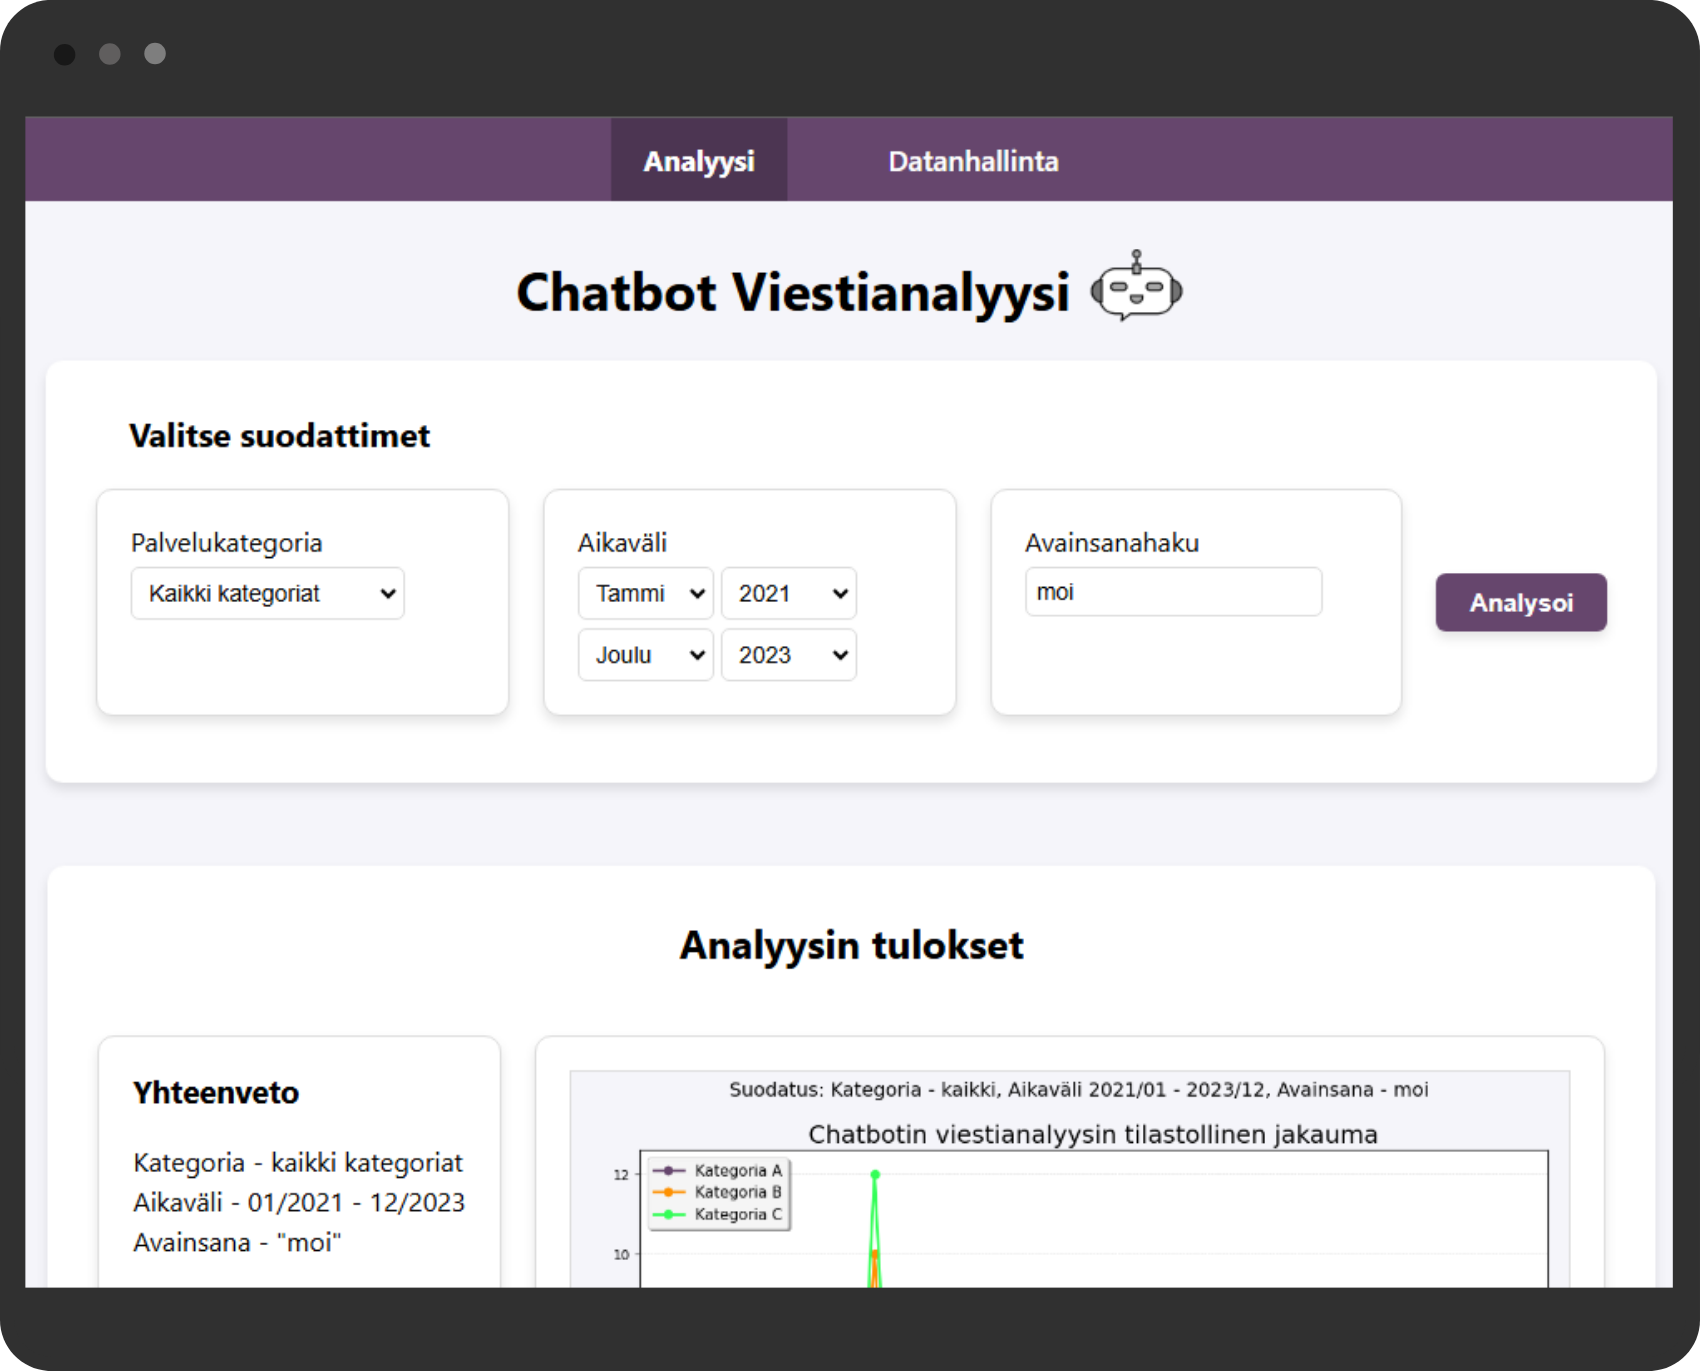 Analyysi Datanhallinta
Chatbot Viestianalyysi
Valitse suodattimet
Palvelukategoria
Kaikki kategoriat
Aikaväli
Tammi 2021
Joulu 2023
Avainsanahaku
moi
Analysoi
Analyysin tulokset
Yhteenveto
Kategoria - kaikki kategoriat
Aikaväli - 01/2021 - 12/2023
Avainsana - "moi"
Suodatus: Kategoria - kaikki, Aikaväli 2021/01 - 2023/12, Avainsana - moi
Chatbotin viestianalyysin tilastollinen jakauma
12
Kategoria A
Kategoria B
Kategoria C
10